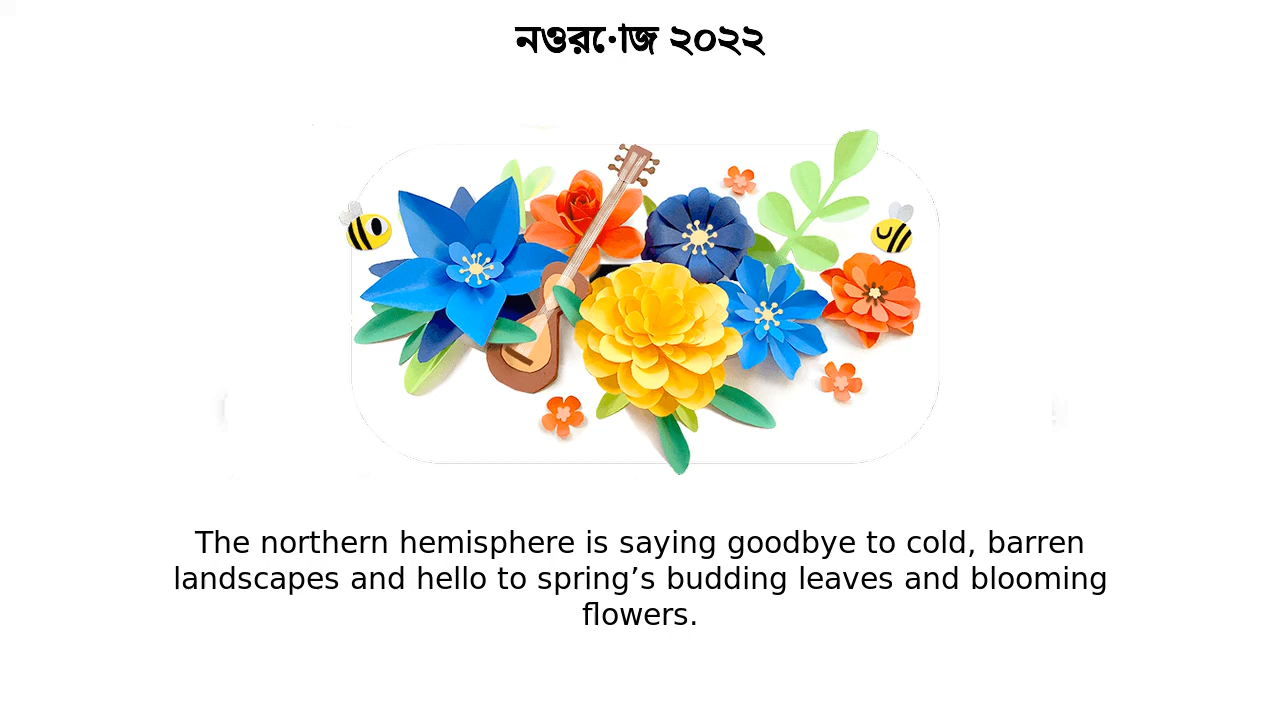 নওরোজ ২০২২
The northern hemisphere is saying goodbye to cold, barren
landscapes and hello to spring’s budding leaves and blooming
flowers.